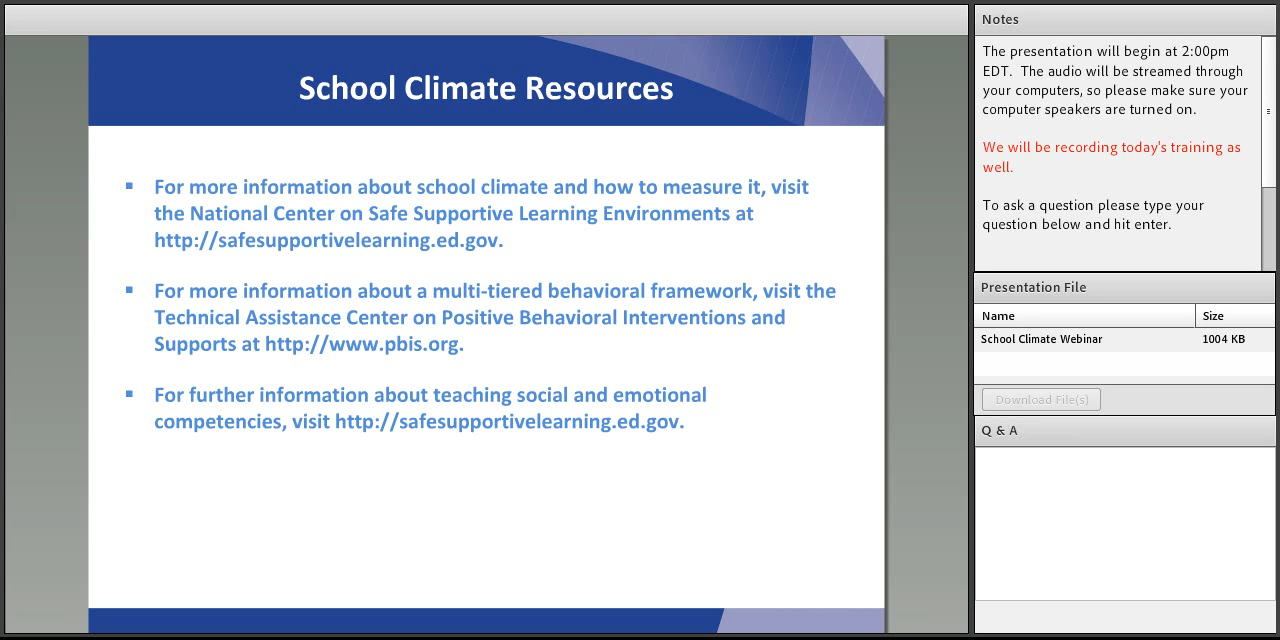 School Climate Resources
▪ For more information about school climate and how to measure it, visit
the National Center on Safe Supportive Learning Environments at
http://safesupportivelearning.ed.gov.
▪ For more information about a multi-tiered behavioral framework, visit the
Technical Assistance Center on Positive Behavioral Interventions and
Supports at http://www.pbis.org.
▪ For further information about teaching social and emotional
competencies, visit http://safesupportivelearning.ed.gov.
Notes
The presentation will begin at 2:00pm
EDT. The audio will be streamed through
your computers, so please make sure your
computer speakers are turned on.
We will be recording today's training as
well.
To ask a question please type your
question below and hit enter.
Presentation File
Name Size
School Climate Webinar 1004 KB
Download File(s)
Q & A